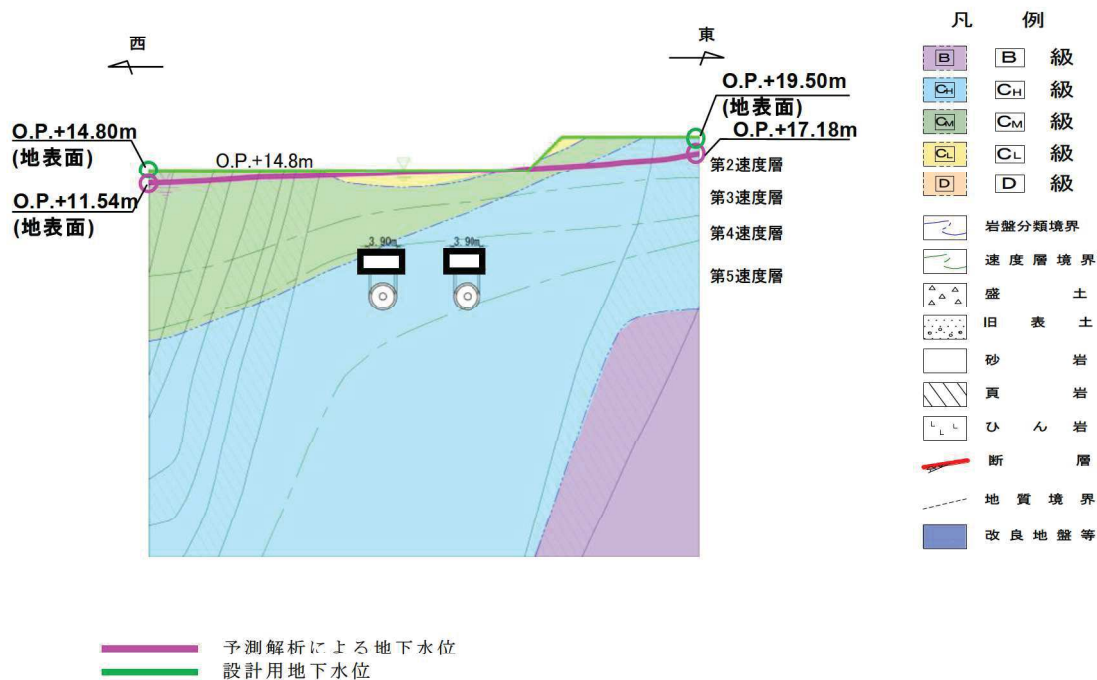 西
東
O.P.+19.50m
(地表面)
O.P.+14.80m
(地表面)
O.P.+14.8m
O.P.+17.18m
O.P.+11.54m
(地表面)
第2速度層
第3速度層
第4速度層
第5速度層
3.90m
3.90m
凡 例
B B 級
CH CH 級
CM CM 級
CL CL 級
D D 級
岩盤分類境界
速度層境界
盛土
旧表土
砂岩
頁岩
ひん岩
断層
地質境界
改良地盤等
予測解析による地下水位
設計用地下水位